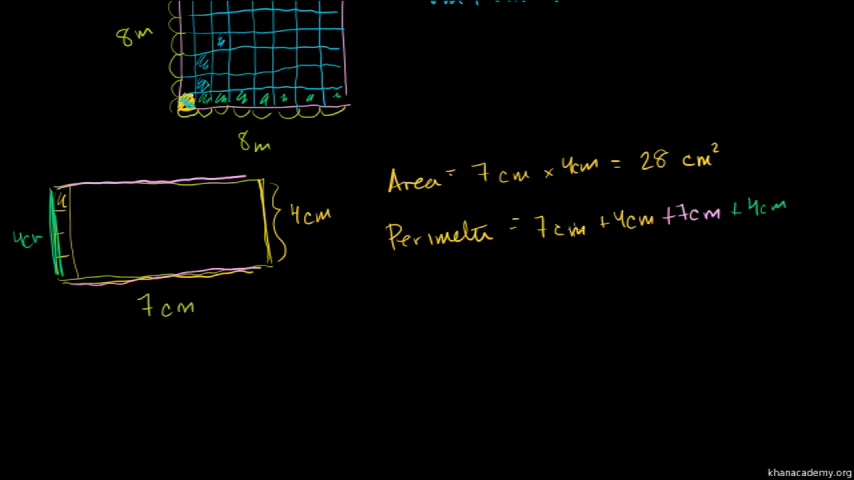 8m
8m
Area = 7 cm × 4cm = 28 cm²
Perimeter = 7cm + 4cm + 7cm + 4cm
4cm
4cm
7cm
khanacademy.org